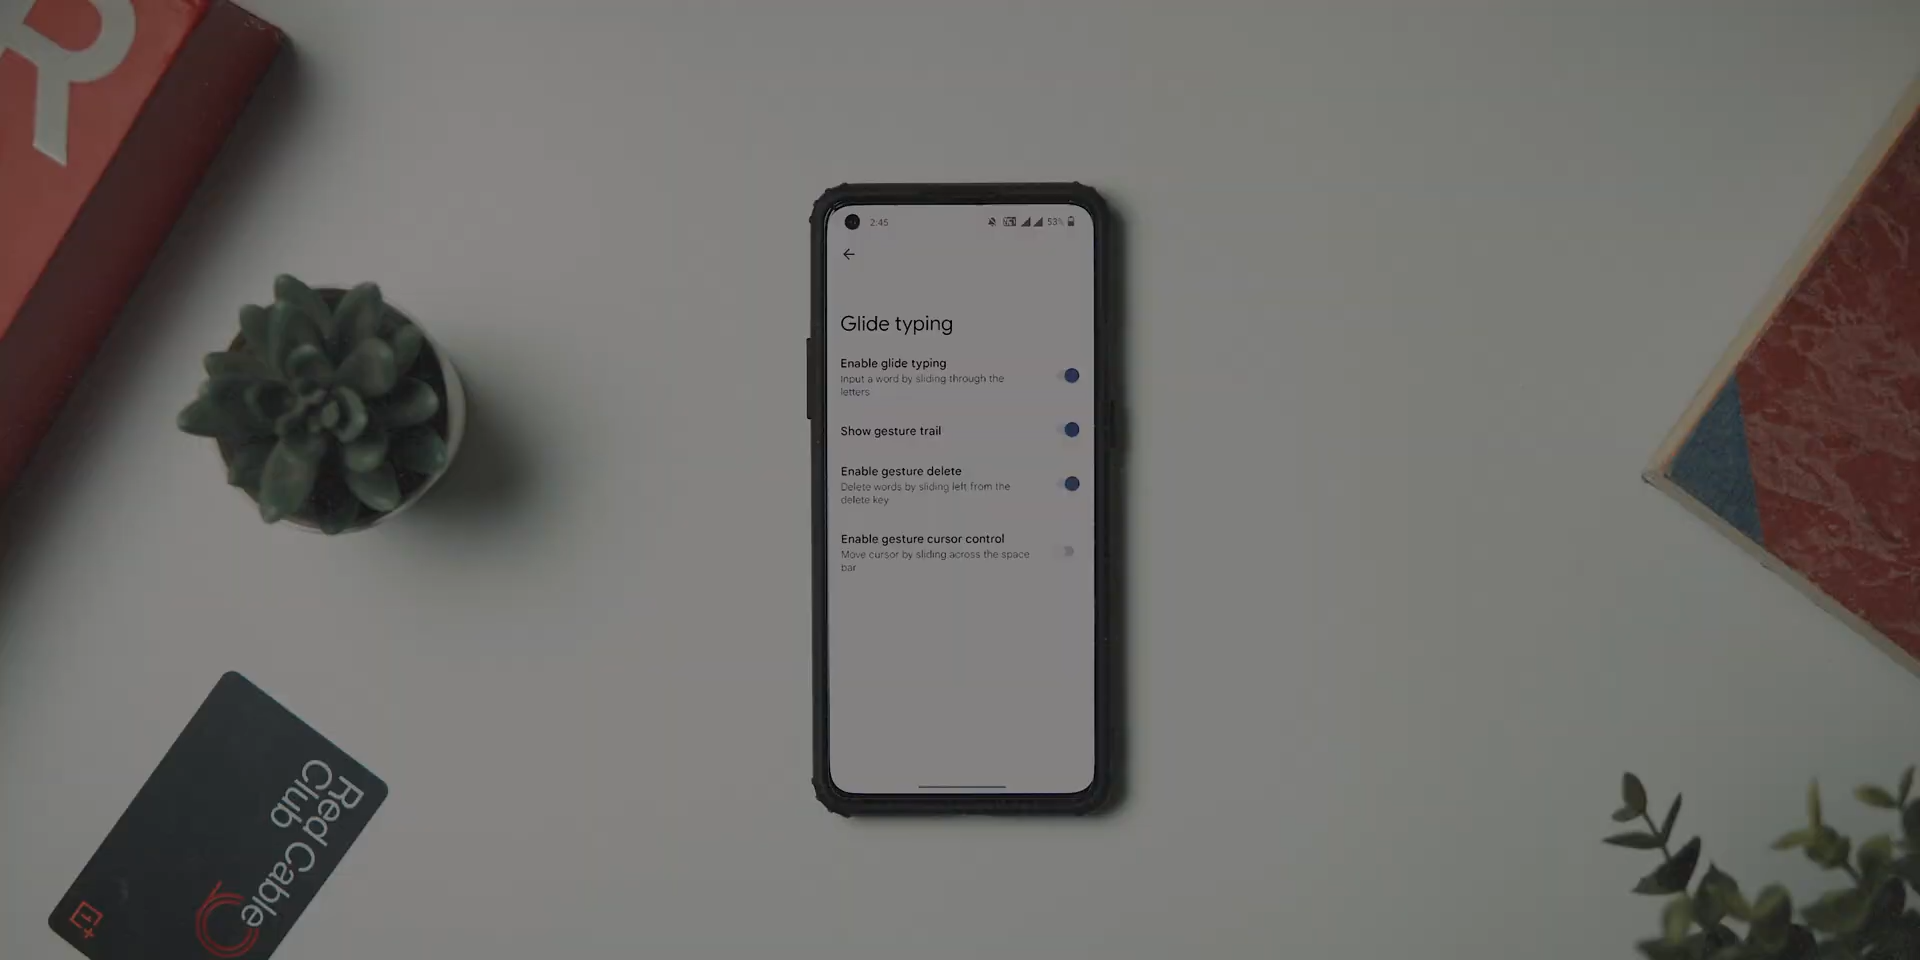 R
2:45
53%
Glide typing
Enable glide typing
Input a word by sliding through the
letters
Show gesture trail
Enable gesture delete
Delete words by sliding left from the
delete key
Enable gesture cursor control
Move cursor by sliding across the space
bar
Red Cable
Club
1+